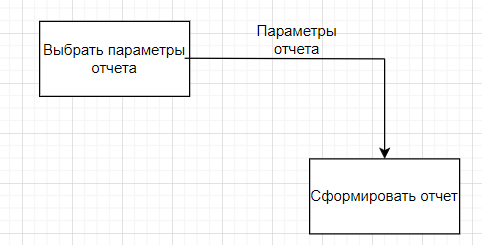 Выбрать параметры
отчета
Параметры
отчета
Сформировать отчет